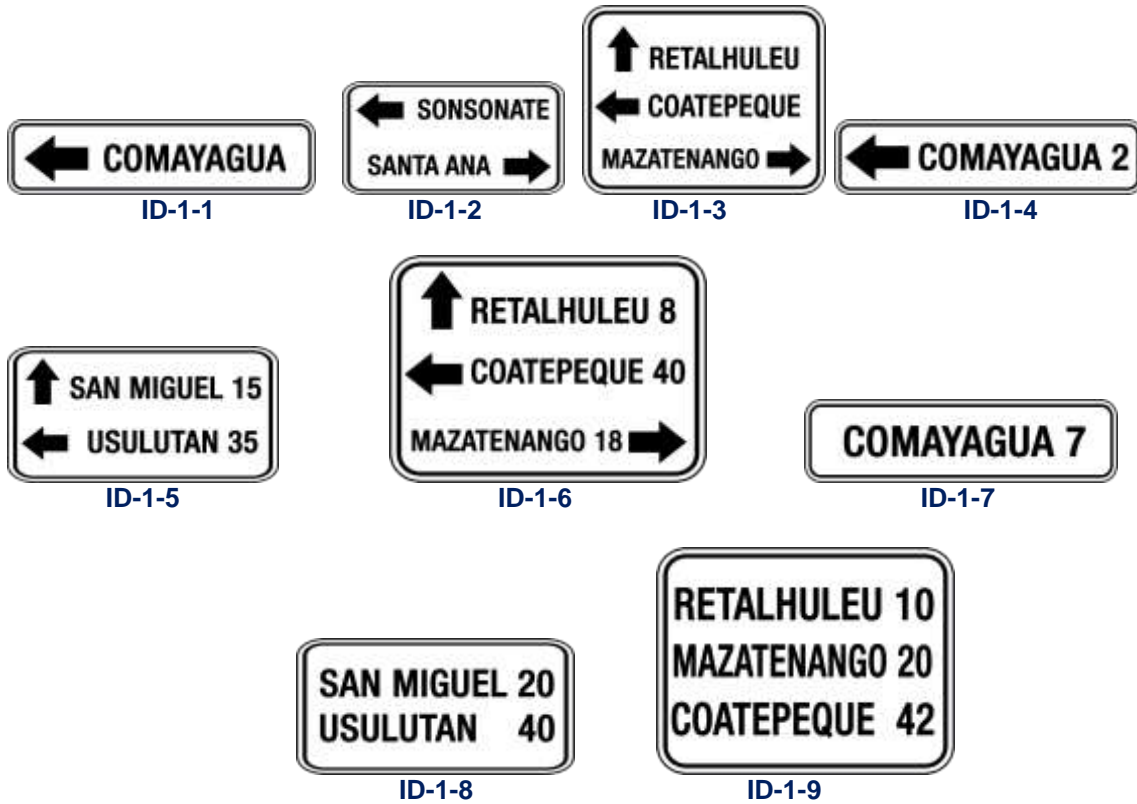 COMAYAGUA
ID-1-1
SONSONATE
SANTA ANA
ID-1-2
RETALHULEU
COATEPEQUE
MAZATENANGO
ID-1-3
COMAYAGUA 2
ID-1-4
SAN MIGUEL 15
USULUTAN 35
ID-1-5
RETALHULEU 8
COATEPEQUE 40
MAZATENANGO 18
ID-1-6
COMAYAGUA 7
ID-1-7
SAN MIGUEL 20
USULUTAN 40
ID-1-8
RETALHULEU 10
MAZATENANGO 20
COATEPEQUE 42
ID-1-9